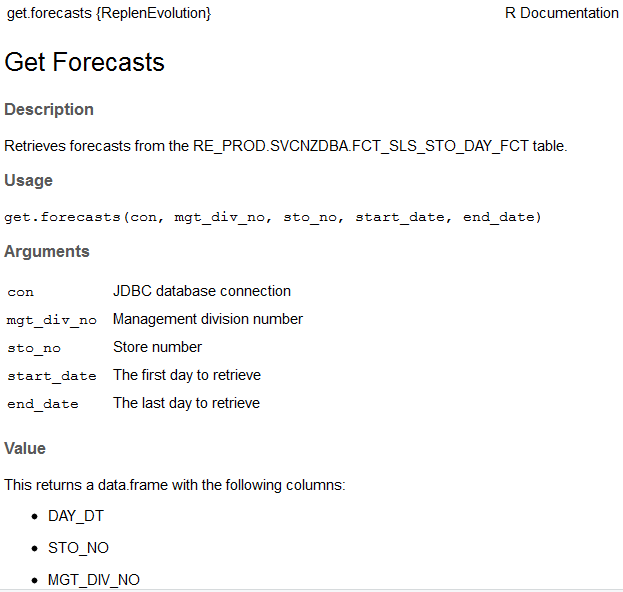 get.forecasts {ReplenEvolution} R Documentation
Get Forecasts
Description
Retrieves forecasts from the RE_PROD.SVCNZDBA.FCT_SLS_STO_DAY_FCT table.
Usage
get.forecasts(con, mgt_div_no, sto_no, start_date, end_date)
Arguments
con JDBC database connection
mgt_div_no Management division number
sto_no Store number
start_date The first day to retrieve
end_date The last day to retrieve
Value
This returns a data.frame with the following columns:
• DAY_DT
• STO_NO
• MGT_DIV_NO